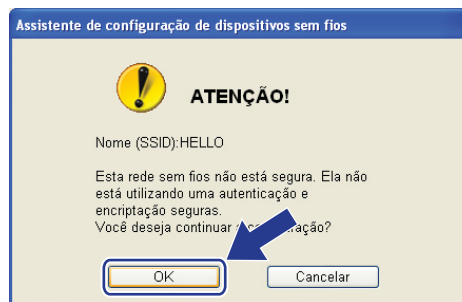 Assistente de configuração de dispositivos sem fios
ATENÇÃO!
Nome (SSID):HELLO
Esta rede sem fios não está segura. Ela não
está utilizando uma autenticação e
encriptação seguras.
Você deseja continuar a configuração?
OK
Cancelar